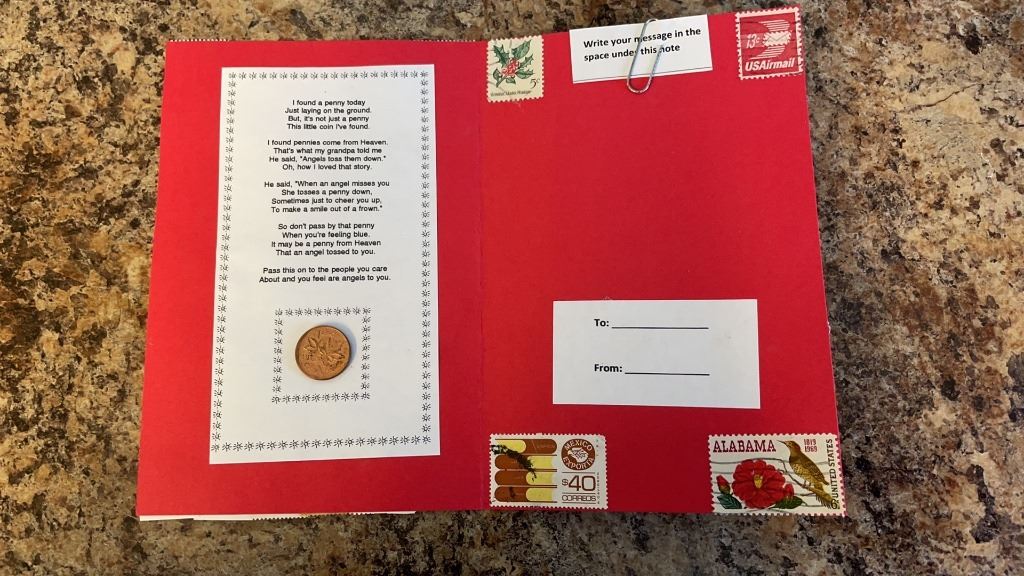 I found a penny today
Just laying on the ground.
But, it's not just a penny
This little coin I've found.
I found pennies come from Heaven.
That's what my grandpa told me
He said, "Angels toss them down."
Oh, how I loved that story.
He said, "When an angel misses you
She tosses a penny down,
Sometimes just to cheer you up,
To make a smile out of a frown."
So don't pass by that penny
When you're feeling blue.
It may be a penny from Heaven
That an angel tossed to you.
Pass this on to the people you care
About and you feel are angels to you.
5c
United States Postage
Write your message in the
space under this note
13c
USAirmail
To:
From:
MEXICO
EXPORTA
$40
CORREOS
ALABAMA
1819
1969
6c UNITED STATES